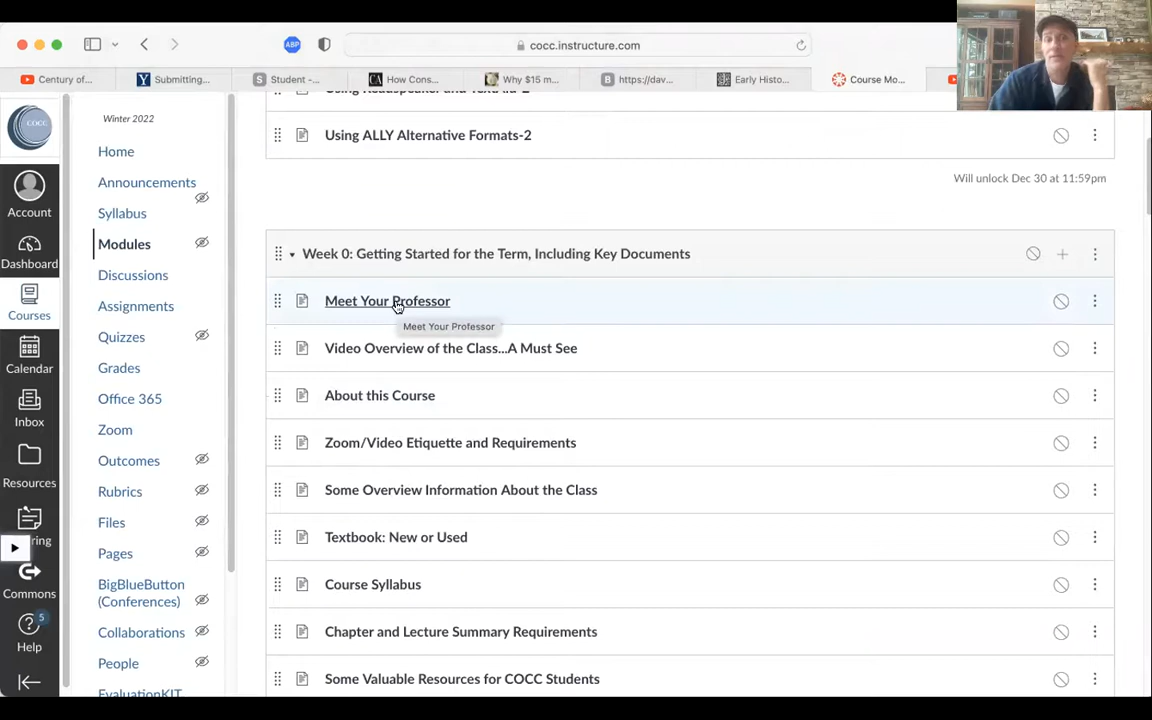 ABP
cocc.instructure.com
Century of...
Submitting...
Student -...
How Cons...
Why $15 m...
https://dav...
Early Histo...
Course Mo...
COCC
Winter 2022
Home
Announcements
Syllabus
Modules
Discussions
Assignments
Quizzes
Grades
Office 365
Zoom
Outcomes
Rubrics
Files
Pages
BigBlueButton
(Conferences)
Collaborations
People
EvaluationKIT
Account
Dashboard
Courses
Calendar
Inbox
Resources
ring
Commons
5
Help
Using ALLY Alternative Formats-2
Will unlock Dec 30 at 11:59pm
Week 0: Getting Started for the Term, Including Key Documents
Meet Your Professor
Meet Your Professor
Video Overview of the Class...A Must See
About this Course
Zoom/Video Etiquette and Requirements
Some Overview Information About the Class
Textbook: New or Used
Course Syllabus
Chapter and Lecture Summary Requirements
Some Valuable Resources for COCC Students